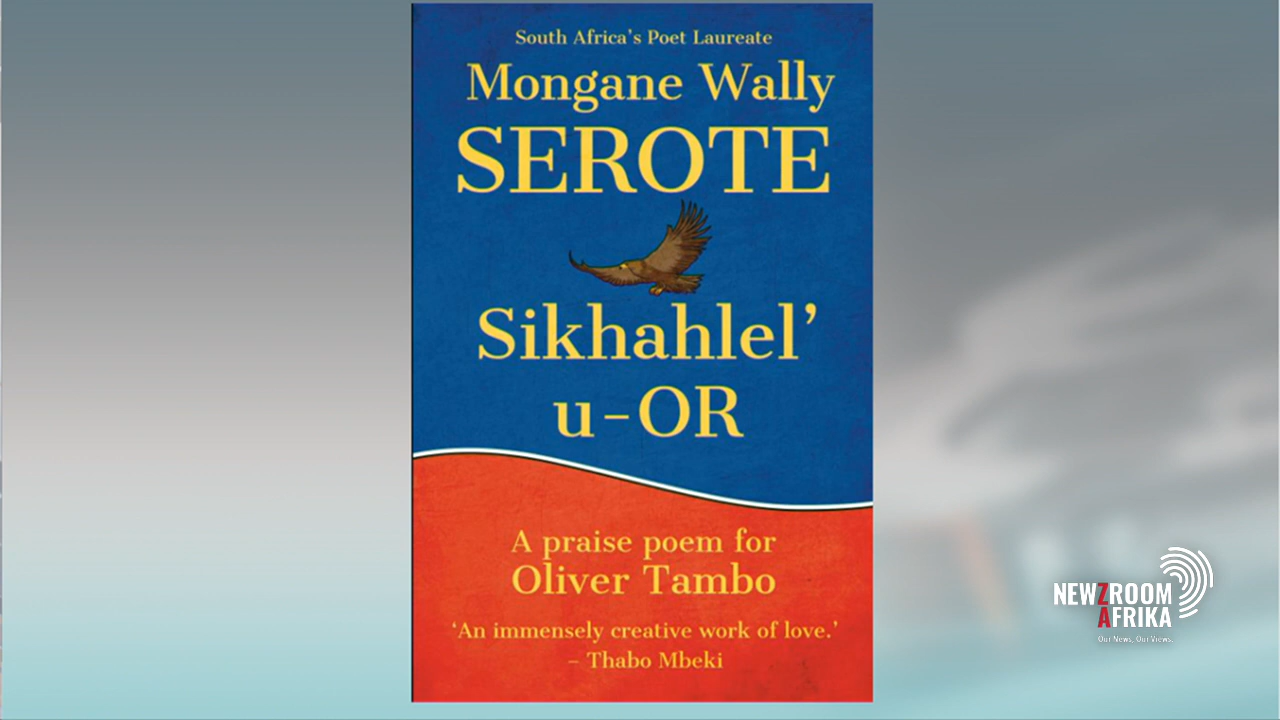 South Africa's Poet Laureate
Mongane Wally
SEROTE
Sikhahlel'
u-OR
A praise poem for
Oliver Tambo
‘An immensely creative work of love.’
– Thabo Mbeki
NEWZROOM
AFRIKA
Our News. Our Views.